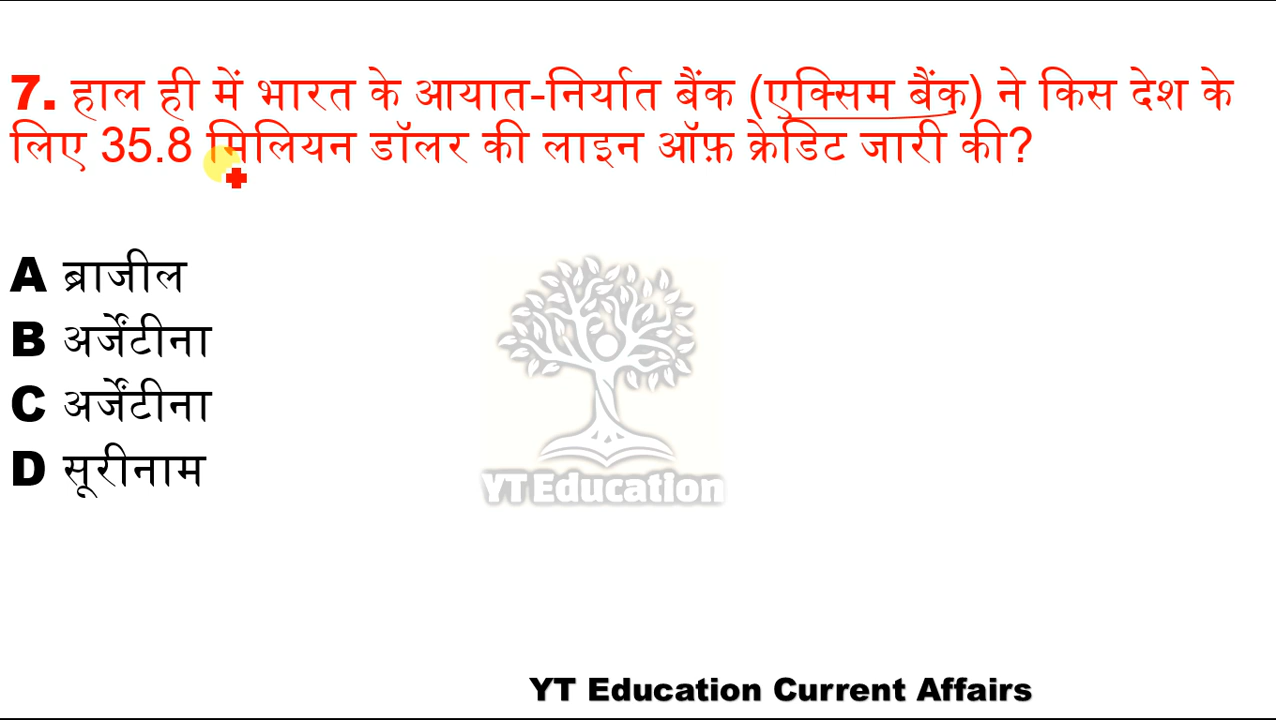 7. हाल ही में भारत के आयात-निर्यात बैंक (एक्सिम बैंक) ने किस देश के
लिए 35.8 मिलियन डॉलर की लाइन ऑफ़ क्रेडिट जारी की?
A ब्राजील
B अर्जेंटीना
C अर्जेंटीना
D सूरीनाम
YT Education
YT Education Current Affairs